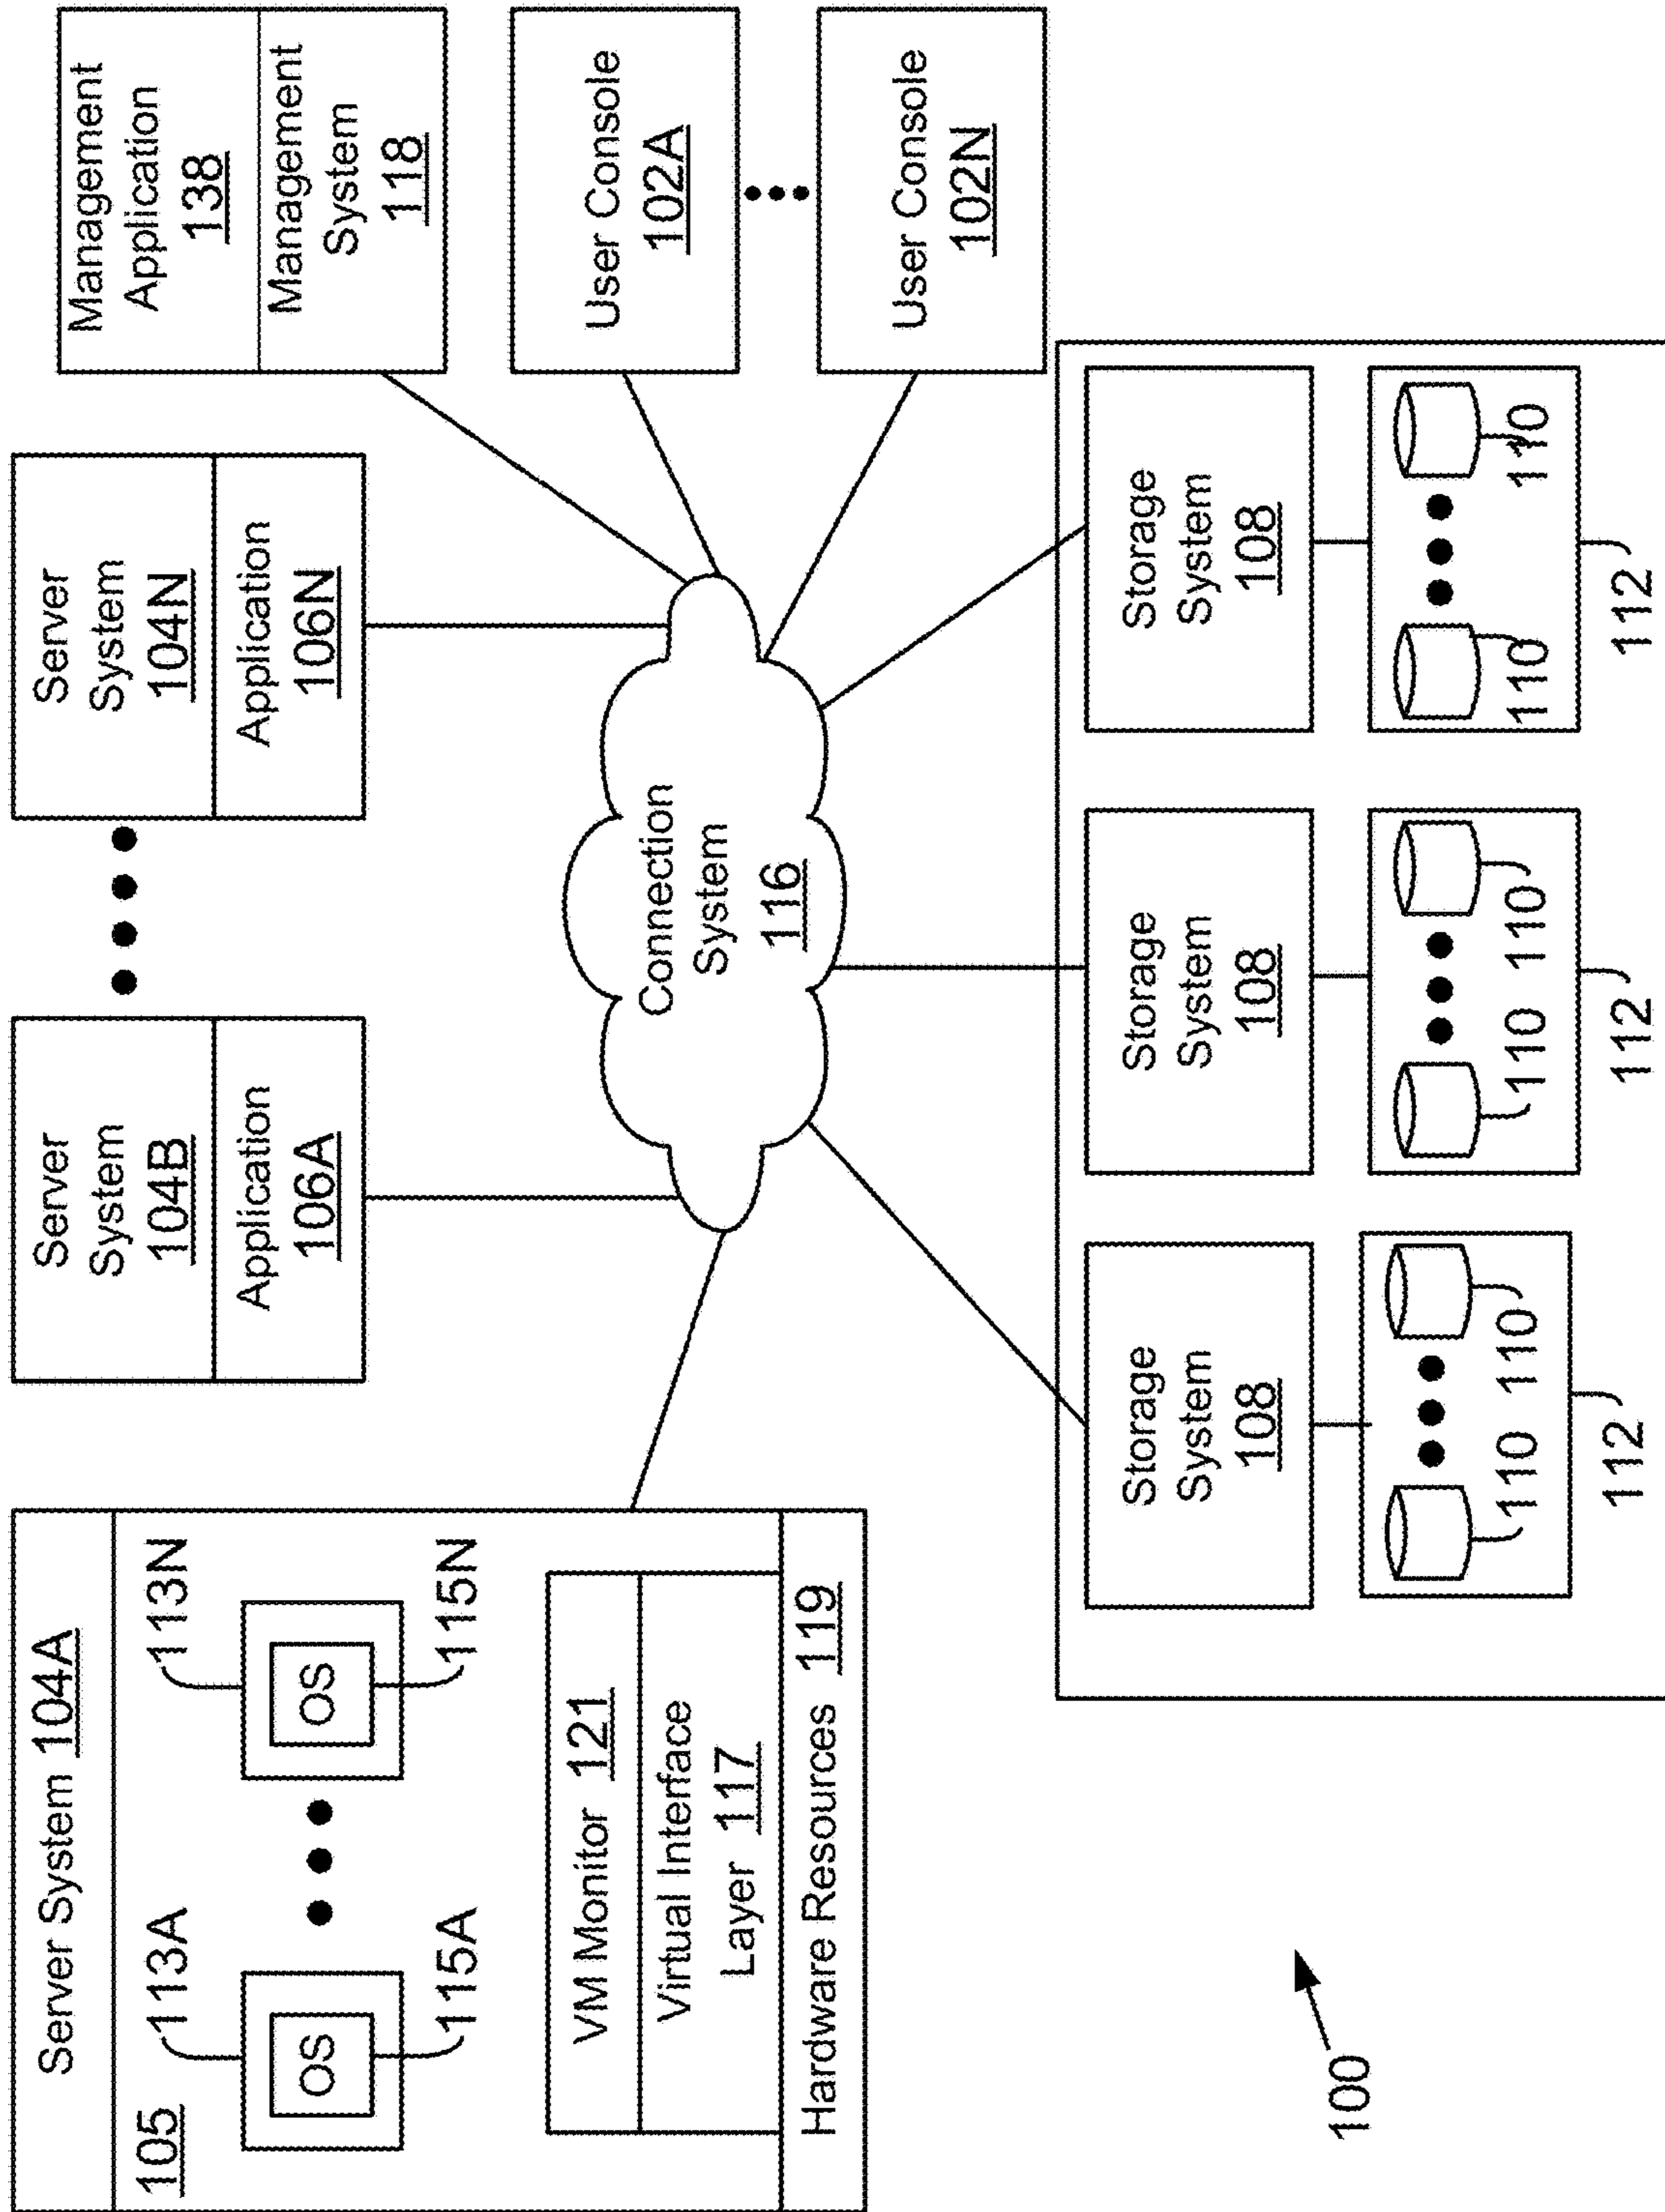 Server System 104A
105
113A
113N
OS
OS
115A
115N
VM Monitor 121
Virtual Interface
Layer 117
Hardware Resources 119
Server
System
104B
Application
106A
Server
System
104N
Application
106N
Management
Application
138
Management
System
118
User Console
102A
User Console
102N
Connection
System
116
Storage
System
108
110
110
112
Storage
System
108
110
110
112
Storage
System
108
110
110
112
100